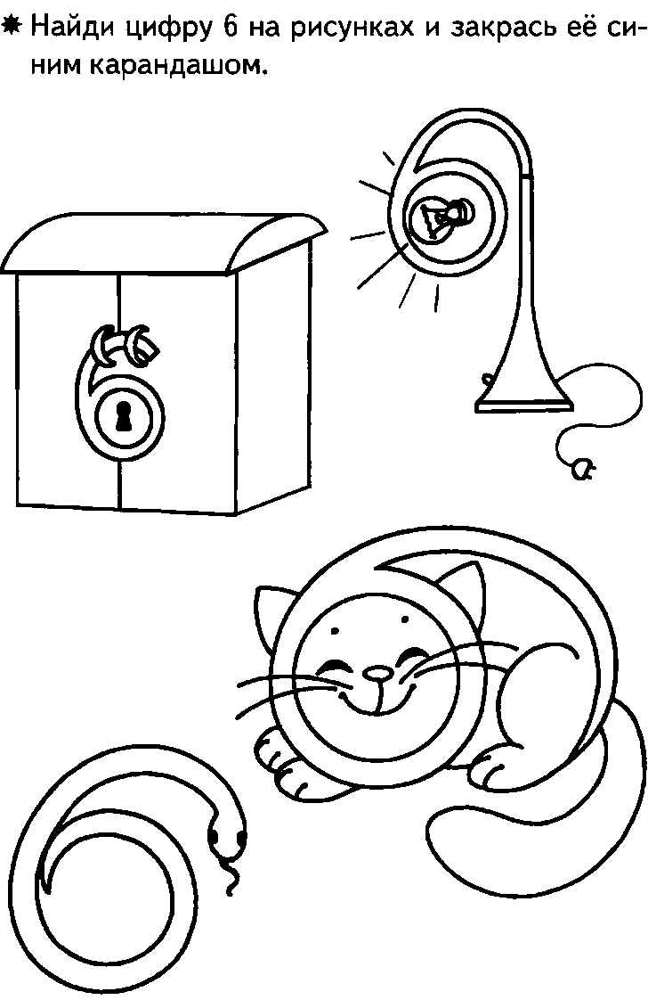 ✷ Найди цифру 6 на рисунках и закрась её си-
ним карандашом.